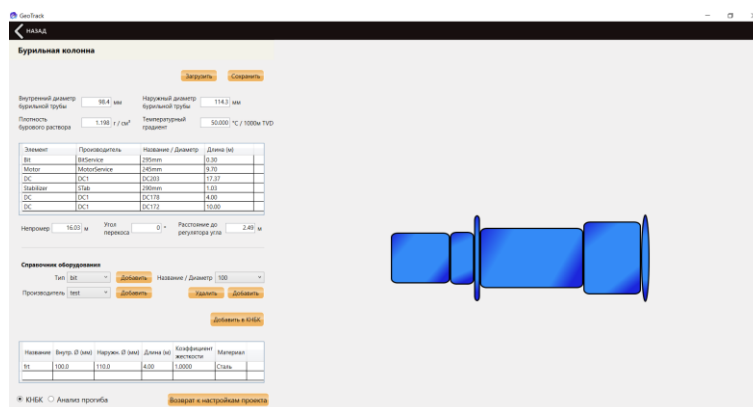 GeoTrack
НАЗАД
Бурильная колонна
Загрузить Сохранить
Внутренний диаметр бурильной трубы 98.4 мм Наружный диаметр бурильной трубы 114.3 мм
Плотность бурового раствора 1.198 г / см³ Температурный градиент 50.000 °C / 1000м TVD
Элемент Производитель Название / Диаметр Длина (м)
Bit BitService 295mm 0.30
Motor MotorService 245mm 9.70
DC DC1 DC203 17.37
Stabilizer STab 290mm 1.03
DC DC1 DC178 4.00
DC DC1 DC172 10.00
Непромер 16.03 м Угол перекоса 0 ° Расстояние до регулятора угла 2.49 м
Справочник оборудования
Тип bit Добавить Название / Диаметр 100
Производитель test Добавить Удалить Добавить
Добавить в КНБК
Название Внутр. Ø (мм) Наружн. Ø (мм) Длина (м) Коэффициент жесткости Материал
100.0 110.0 4.00 1.0000 Сталь
КНБК Анализ прогиба Возврат к настройкам проекта